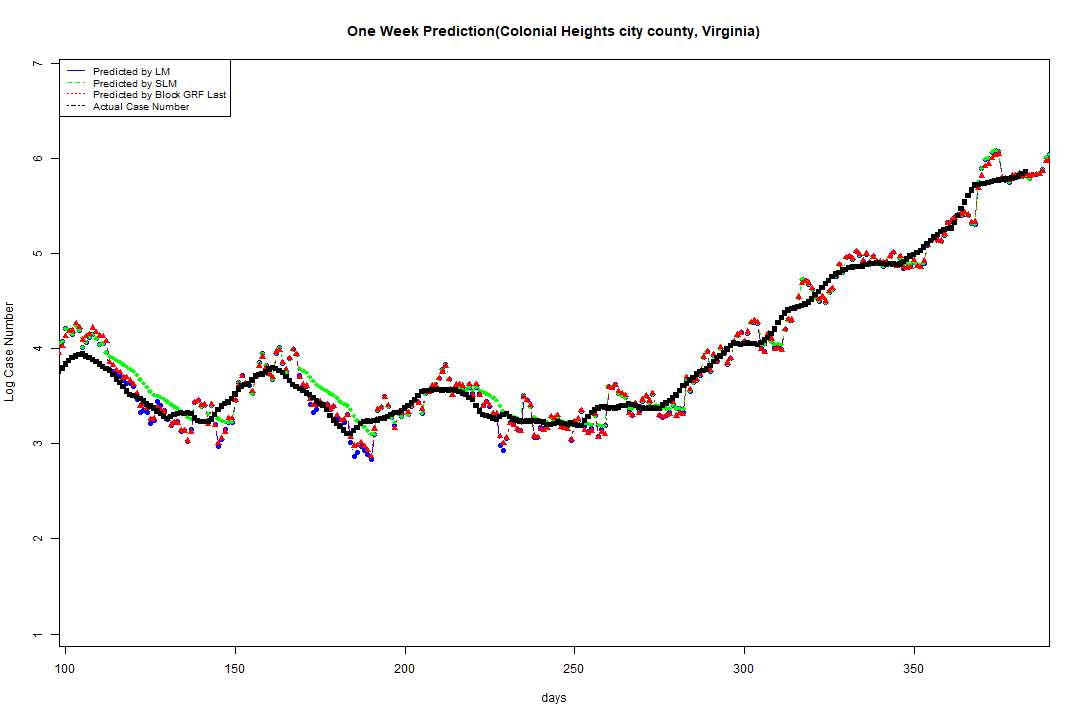 One Week Prediction(Colonial Heights city county, Virginia)
Predicted by LM
Predicted by SLM
Predicted by Block GRF Last
Actual Case Number
7
6
5
4
3
2
1
Log Case Number
100 150 200 250 300 350
days